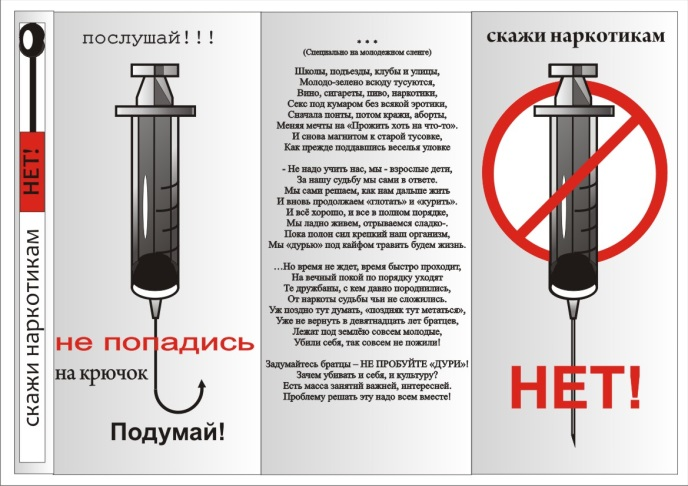 скажи наркотикам НЕТ!
послушай!!!
не попадись
на крючок
Подумай!
...
(Специально на молодежном сленге)
Школы, подъезды, клубы и улицы,
Молодо-зелено всюду тусуются,
Вино, сигареты, пиво, наркотики,
Секс под кумаром без всякой эротики,
Сначала понты, потом кражи, аборты,
Меняя мечты на «Прожить хоть на что-то».
И снова магнитом к старой тусовке,
Как прежде поддавшись веселья уловке
- Не надо учить нас, мы - взрослые дети,
За нашу судьбу мы сами в ответе.
Мы сами решаем, как нам дальше жить
И вновь продолжаем «глотать» и «курить».
И всё хорошо, и все в полном порядке,
Мы ладно живем, отрываемся сладко-.
Пока полон сил крепкий наш организм,
Мы «дурью» под кайфом травить будем жизнь.
...Но время не ждет, время быстро проходит,
На вечный покой по порядку уходят
Те дружбаны, с кем давно породнились,
От наркоты судьбы чьи не сложились.
Уж поздно тут думать, «поздняк тут метаться»,
Уже не вернуть в девятнадцать лет братцев,
Лежат под землёю совсем молодые,
Убили себя, так совсем не пожили!
Задумайтесь братцы – НЕ ПРОБУЙТЕ «ДУРИ»!
Зачем убивать и себя, и культуру?
Есть масса занятий важней, интересней.
Проблему решать эту надо всем вместе!
скажи наркотикам
НЕТ!